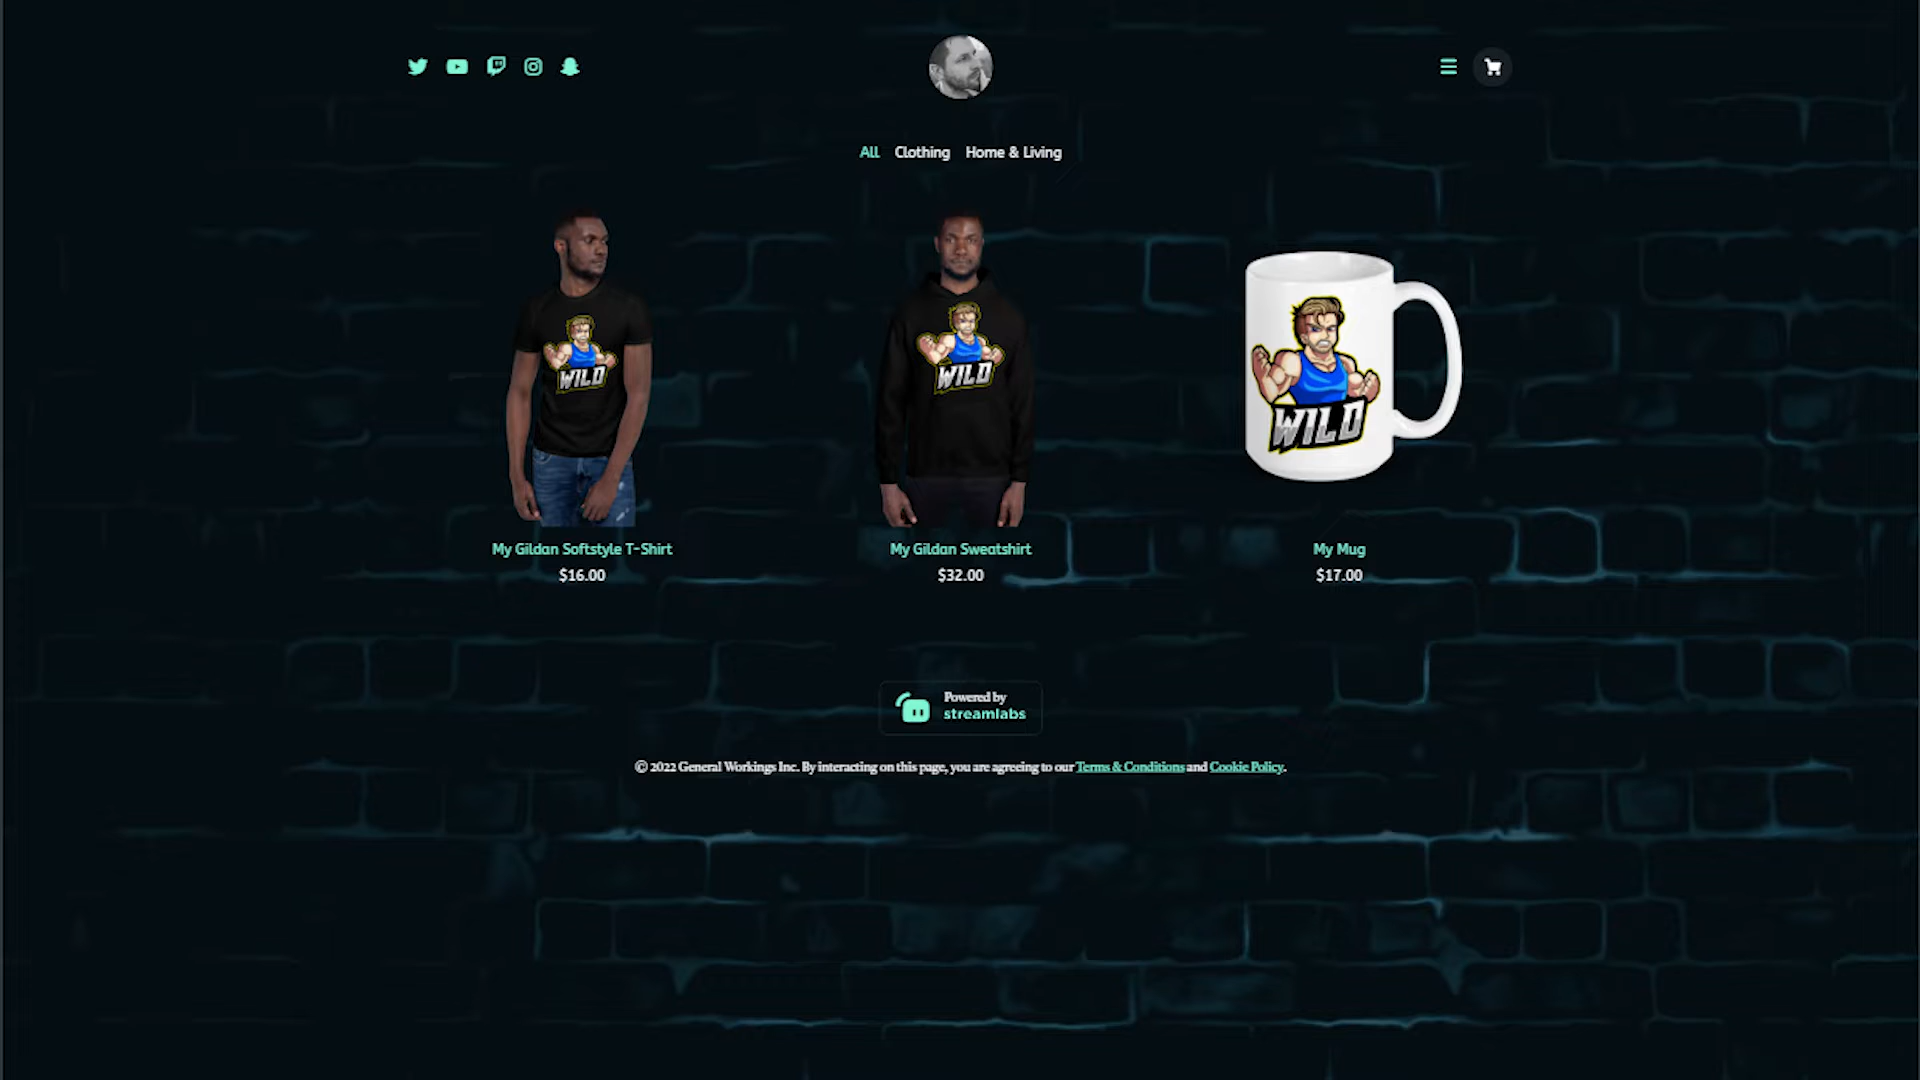 All Clothing Home & Living
WILD
WILD
WILD
My Gildan Softstyle T-Shirt
$16.00
My Gildan Sweatshirt
$32.00
My Mug
$17.00
Powered by
streamlabs
© 2022 General Workings Inc. By interacting on this page, you are agreeing to our Terms & Conditions and Cookie Policy.